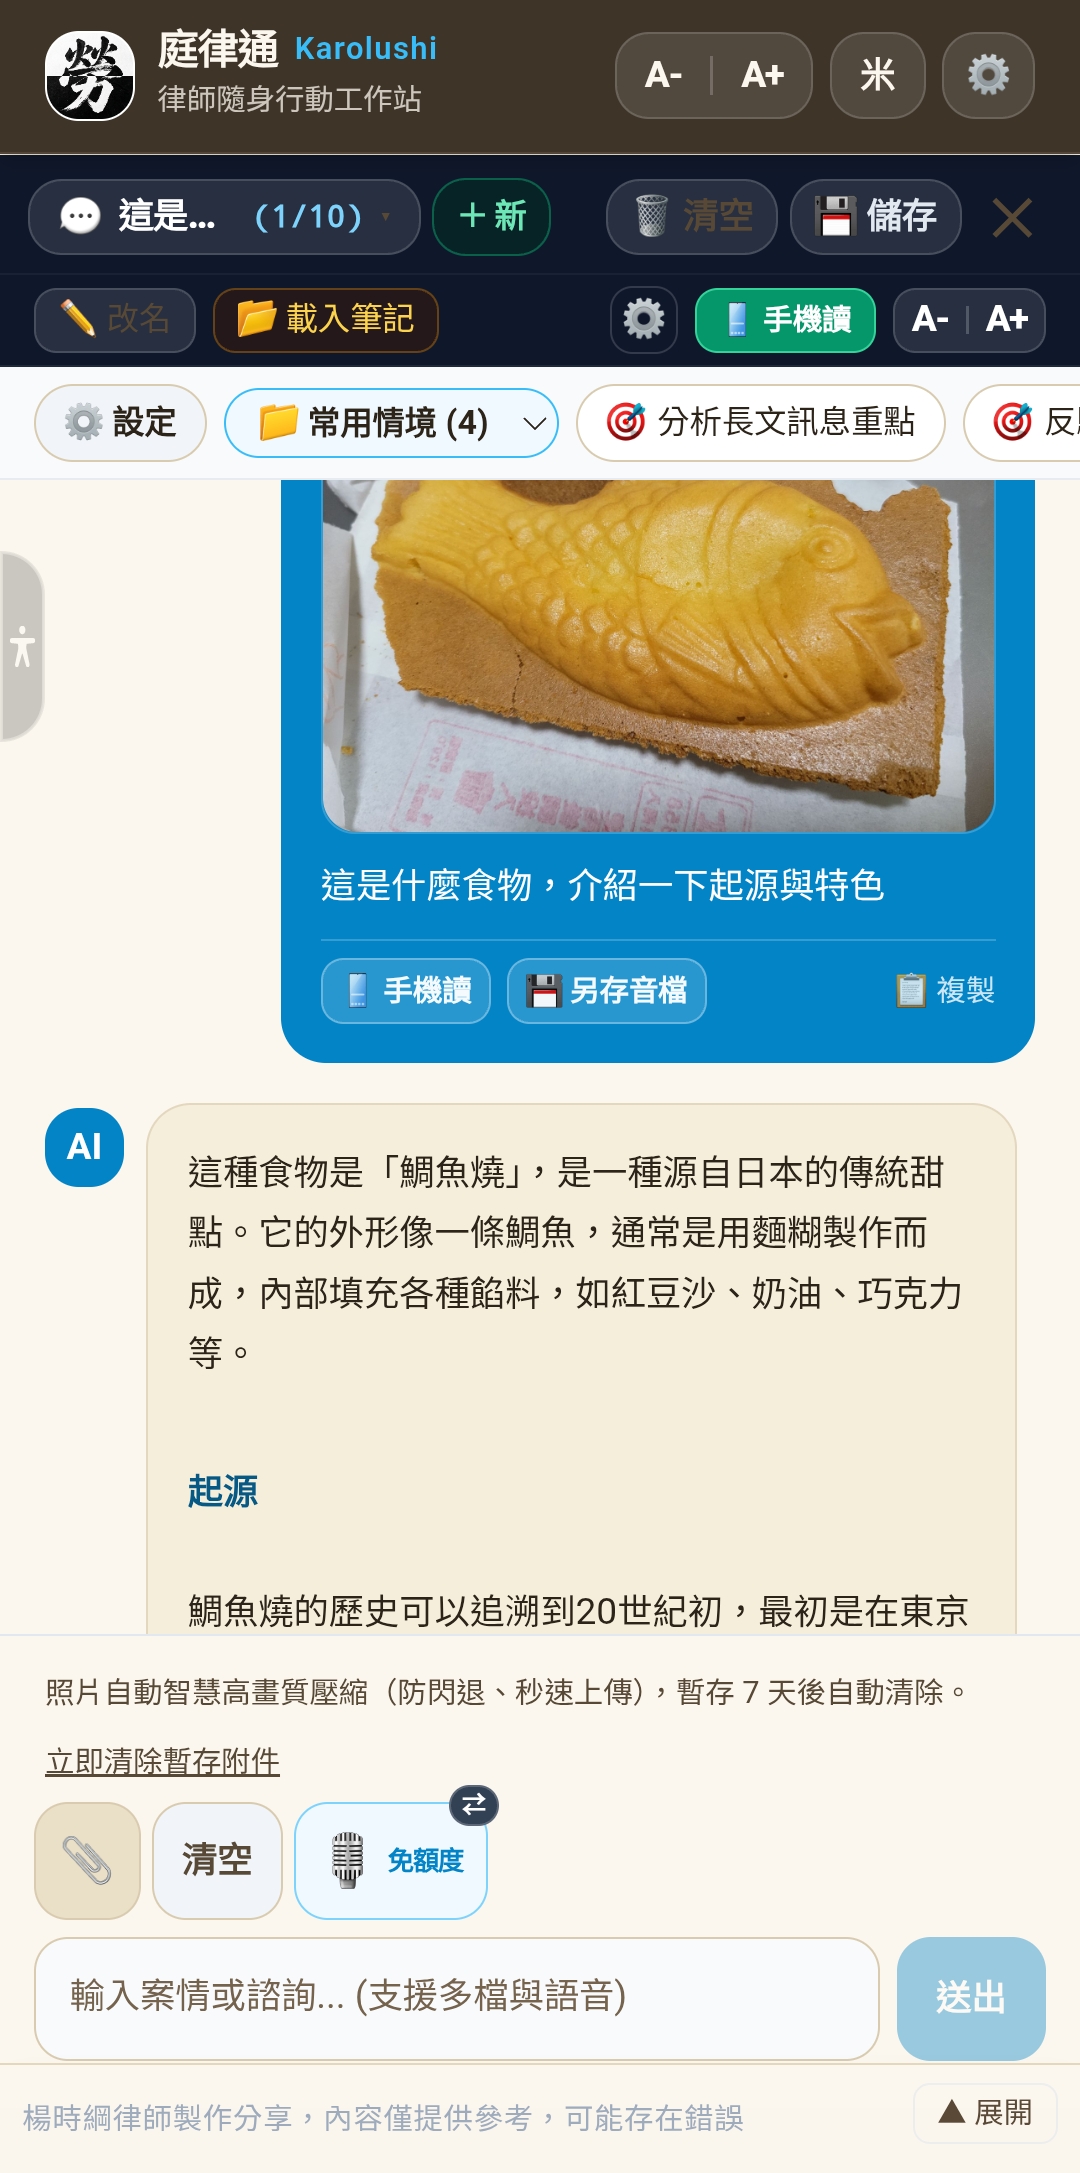 勞
庭律通 Karolushi
律師隨身行動工作站
A- | A+
米
這是... (1/10) ▾
＋新
清空
儲存
改名
載入筆記
手機讀
A- | A+
設定
常用情境 (4)
分析長文訊息重點
這是什麼食物，介紹一下起源與特色
手機讀
另存音檔
複製
AI
這種食物是「鯛魚燒」，是一種源自日本的傳統甜
點。它的外形像一條鯛魚，通常是用麵糊製作而
成，內部填充各種餡料，如紅豆沙、奶油、巧克力
等。
起源
鯛魚燒的歷史可以追溯到20世紀初，最初是在東京
照片自動智慧高畫質壓縮（防閃退、秒速上傳），暫存 7 天後自動清除。
立即清除暫存附件
清空
免額度
輸入案情或諮詢... (支援多檔與語音)
送出
楊時綱律師製作分享，內容僅提供參考，可能存在錯誤
▲ 展開